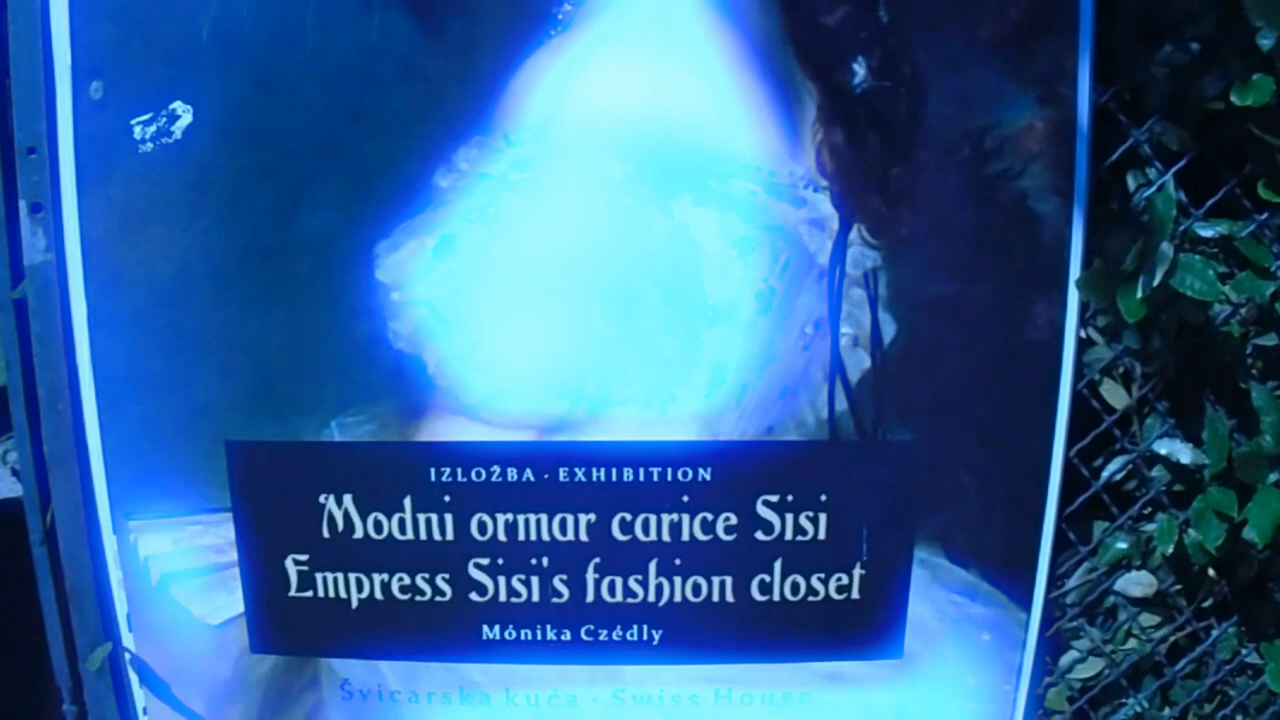 IZLOŽBA · EXHIBITION
Modni ormar carice Sisi
Empress Sisi's fashion closet
Mónika Czédly
Švicarska kuća · Swiss House